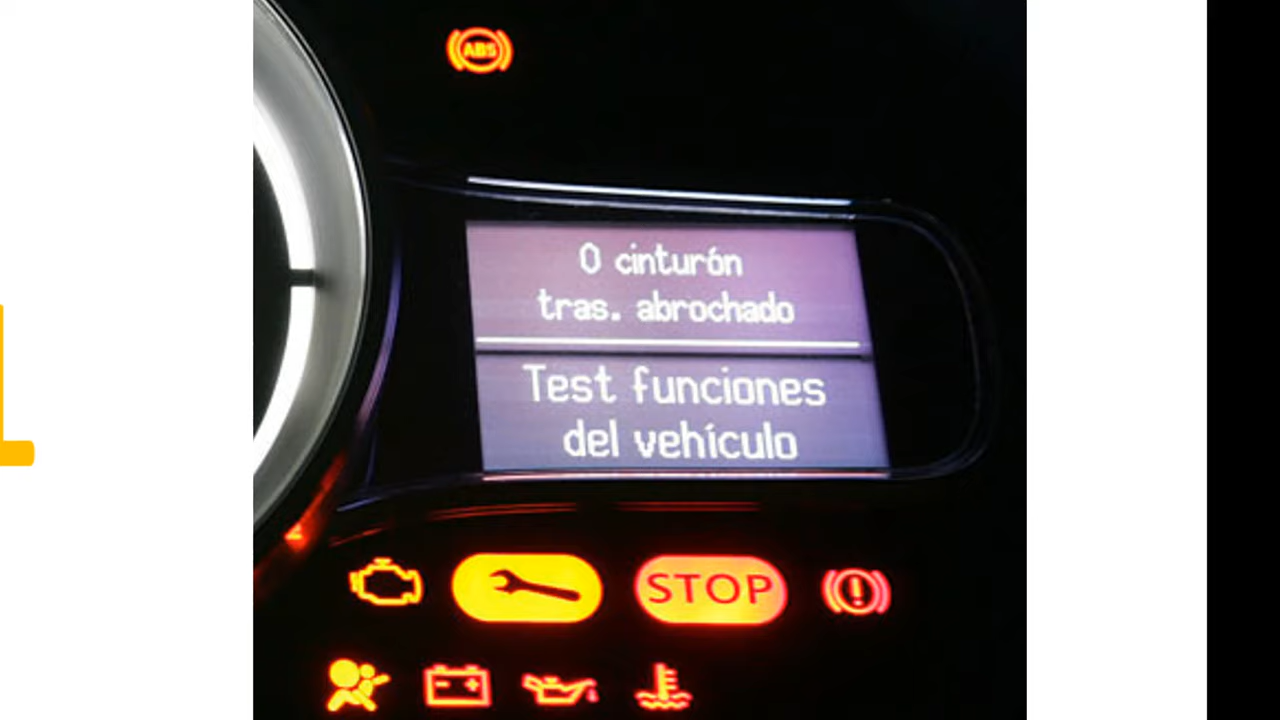 ABS
0 cinturón
tras. abrochado
Test funciones
del vehículo
STOP